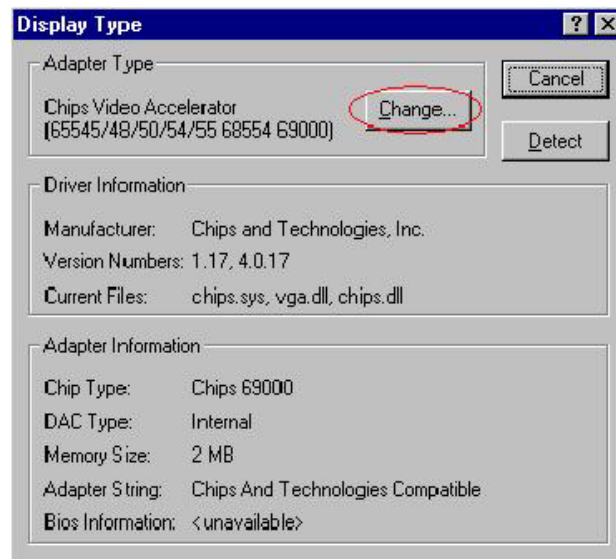 Display Type
Adapter Type
Chips Video Accelerator
(65545/48/50/54/55 68554 69000)
Change...
Cancel
Detect
Driver Information
Manufacturer: Chips and Technologies, Inc.
Version Numbers: 1.17, 4.0.17
Current Files: chips.sys, vga.dll, chips.dll
Adapter Information
Chip Type: Chips 69000
DAC Type: Internal
Memory Size: 2 MB
Adapter String: Chips And Technologies Compatible
Bios Information: <unavailable>